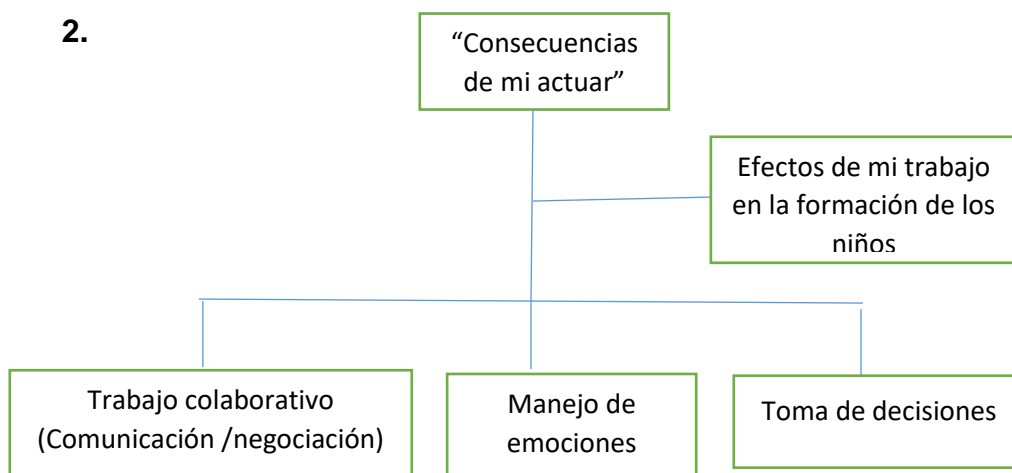 2.
“Consecuencias
de mi actuar”
Efectos de mi trabajo
en la formación de los
niños
Trabajo colaborativo
(Comunicación /negociación)
Manejo de
emociones
Toma de decisiones